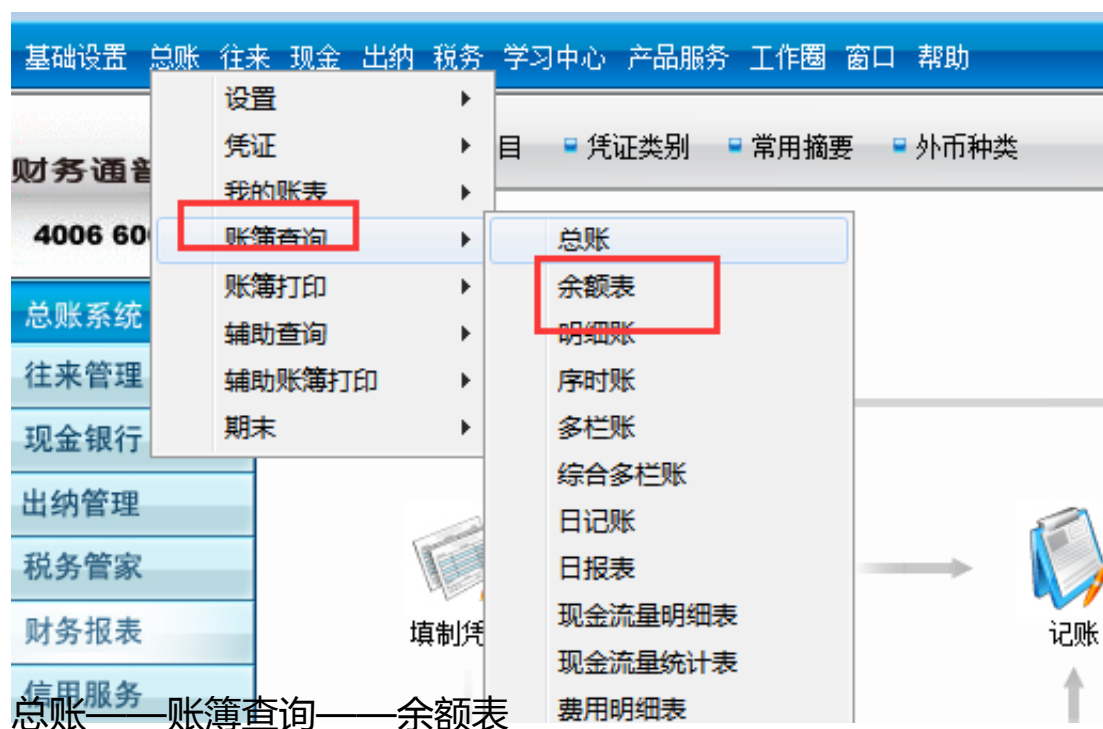 基础设置 总账 往来 现金 出纳 税务 学习中心 产品服务 工作圈 窗口 帮助
目 凭证类别 常用摘要 外币种类
财务通普
4006 60
设置
凭证
我的账表
账簿查询
账簿打印
辅助查询
辅助账簿打印
期末
总账
余额表
明细账
序时账
多栏账
综合多栏账
日记账
日报表
现金流量明细表
现金流量统计表
费用明细表
总账系统
往来管理
现金银行
出纳管理
税务管家
财务报表
信用服务
填制凭
记账
总账——账簿查询——余额表